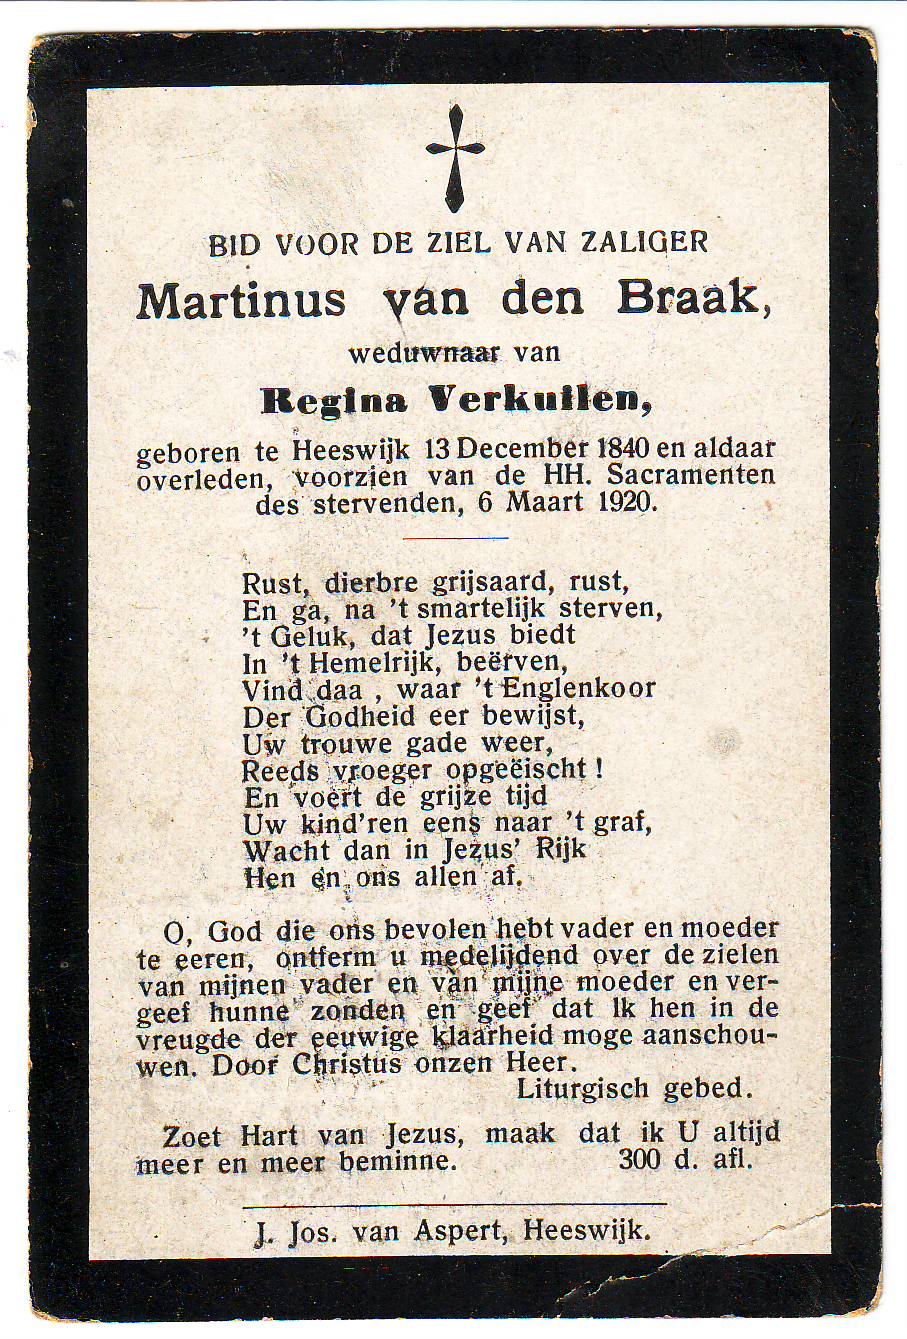 BID VOOR DE ZIEL VAN ZALIGER
Martinus van den Braak,
weduwnaar van
Regina Verkuilen,
geboren te Heeswijk 13 December 1840 en aldaar
overleden, voorzien van de HH. Sacramenten
des stervenden, 6 Maart 1920.
Rust, dierbre grijsaard, rust,
En ga, na 't smartelijk sterven,
't Geluk, dat Jezus biedt
In 't Hemelrijk, beërven,
Vind daa , waar 't Englenkoor
Der Godheid eer bewijst,
Uw trouwe gade weer,
Reeds vroeger opgeëischt !
En voert de grijze tijd
Uw kind'ren eens naar 't graf,
Wacht dan in Jezus' Rijk
Hen en ons allen af.
O, God die ons bevolen hebt vader en moeder
te eeren, ontferm u medelijdend over de zielen
van mijnen vader en van mijne moeder en ver-
geef hunne zonden en geef dat Ik hen in de
vreugde der eeuwige klaarheid moge aanschou-
wen. Door Christus onzen Heer.
Liturgisch gebed.
Zoet Hart van Jezus, maak dat ik U altijd
meer en meer beminne. 300 d. afl.
J. Jos. van Aspert, Heeswijk.